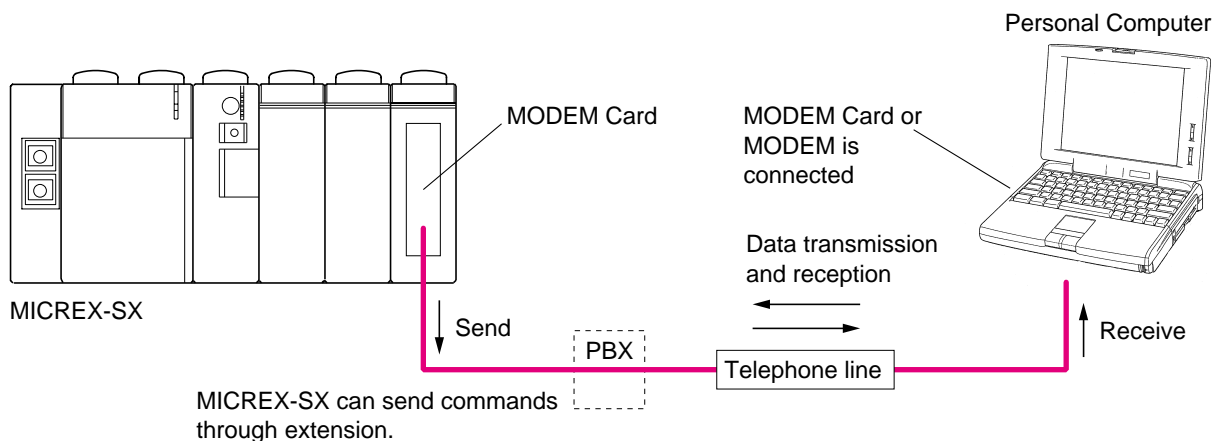 Personal Computer
MODEM Card
MODEM Card or
MODEM is
connected
Data transmission
and reception
MICREX-SX
Send
PBX
Telephone line
Receive
MICREX-SX can send commands
through extension.